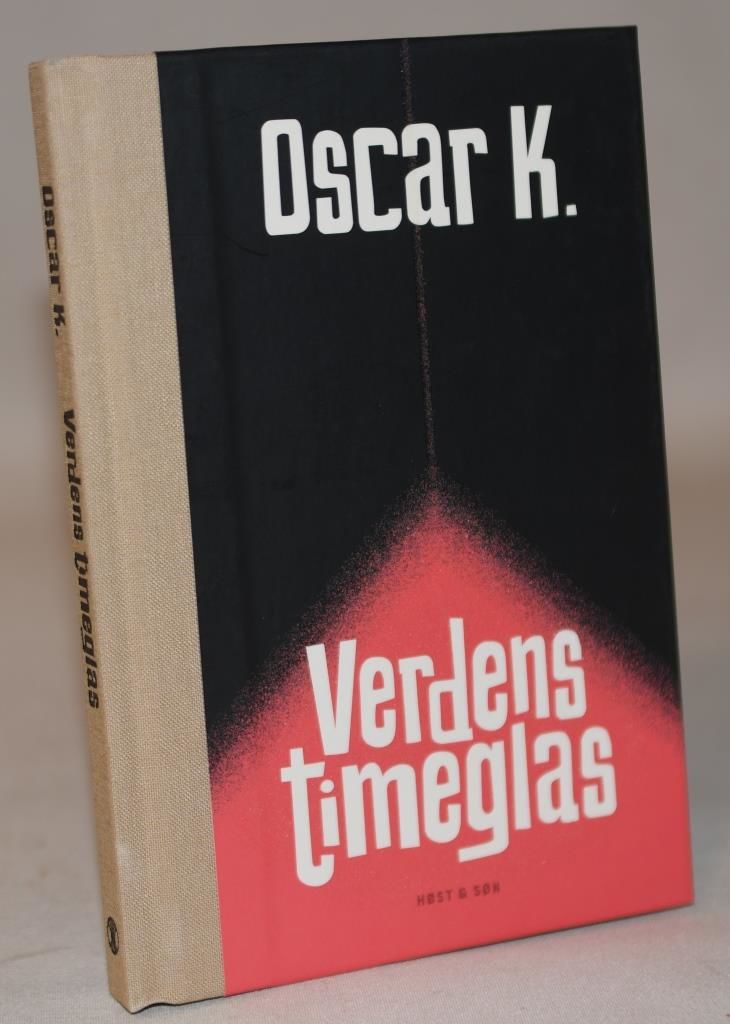 Oscar K.
Verdens
timeglas
HØST & SØN
Oscar K. Verdens timeglas